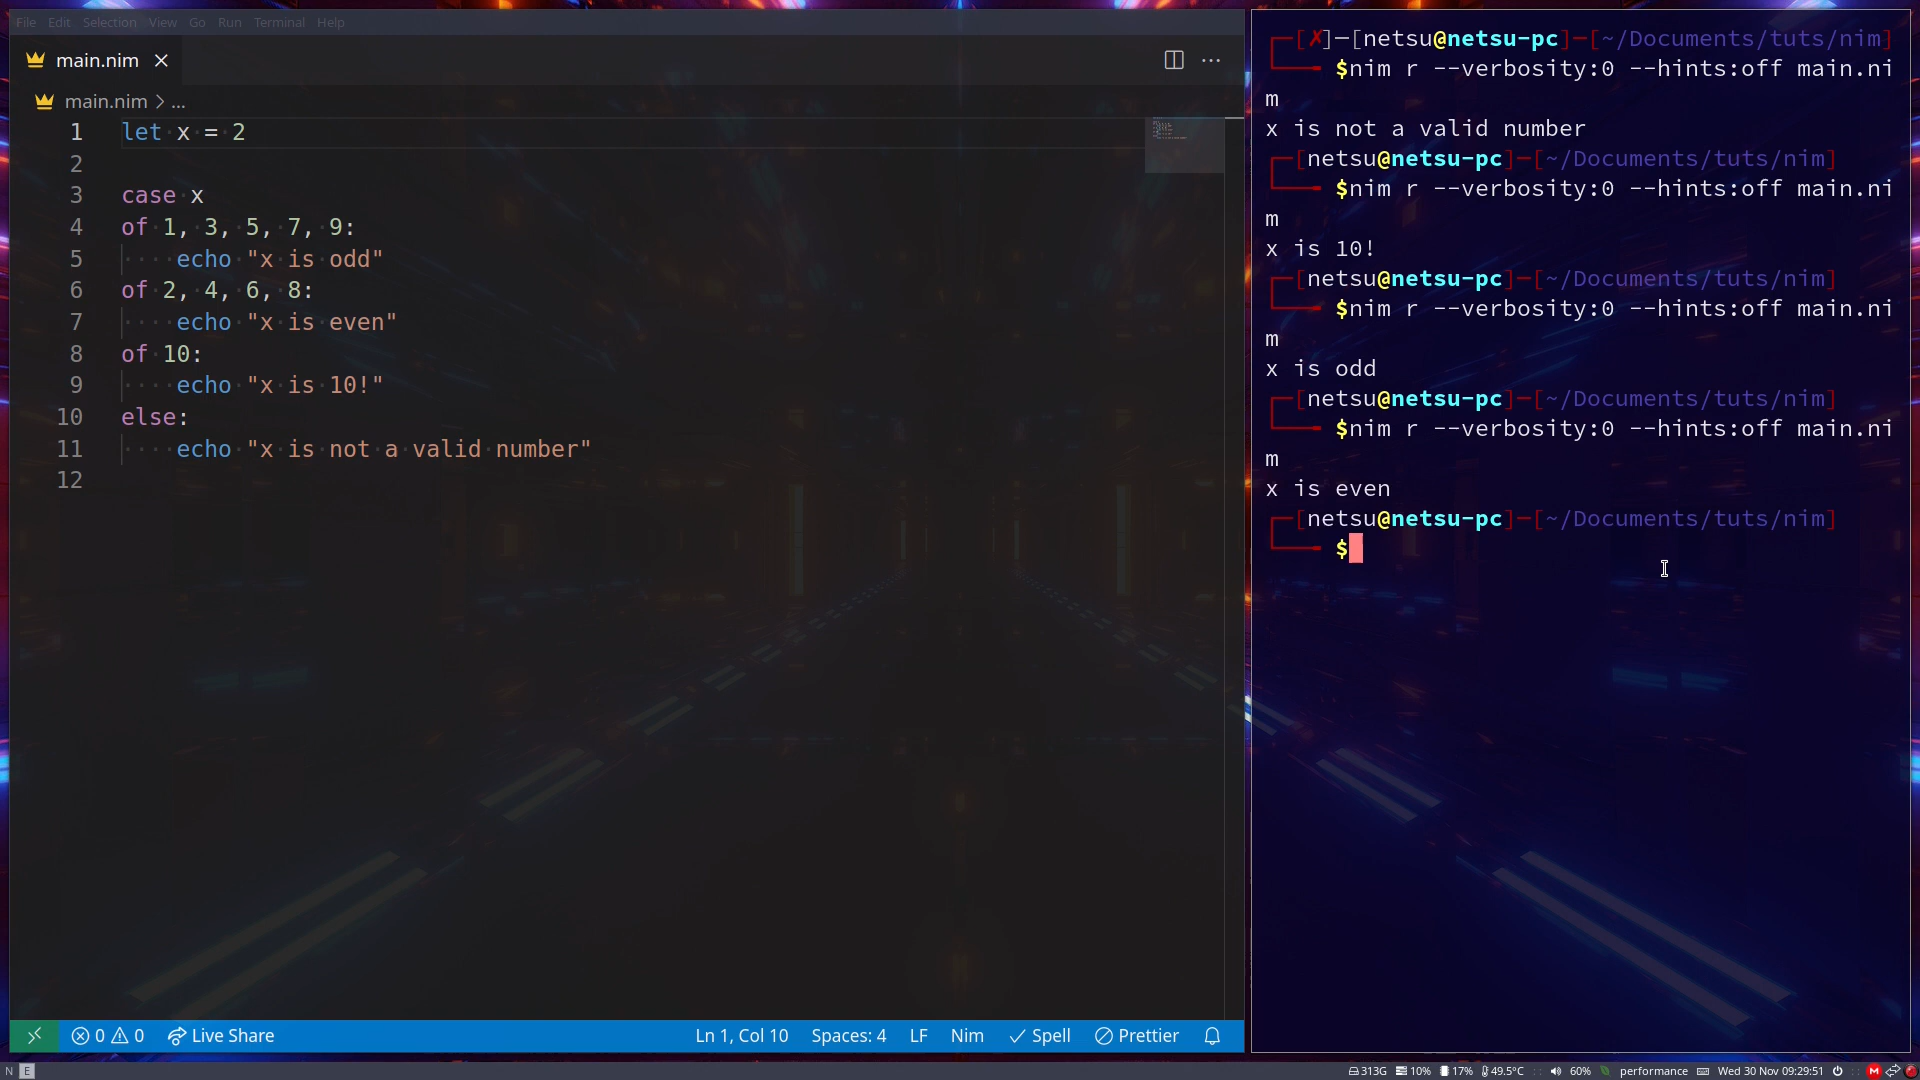 File Edit Selection View Go Run Terminal Help
main.nim
main.nim > ...
1 let x = 2
2
3 case x
4 of 1, 3, 5, 7, 9:
5 echo "x is odd"
6 of 2, 4, 6, 8:
7 echo "x is even"
8 of 10:
9 echo "x is 10!"
10 else:
11 echo "x is not a valid number"
12
0 0 Live Share Ln 1, Col 10 Spaces: 4 LF Nim Spell Prettier
[✗]─[netsu@netsu-pc]─[~/Documents/tuts/nim]
$nim r --verbosity:0 --hints:off main.ni
m
x is not a valid number
[netsu@netsu-pc]─[~/Documents/tuts/nim]
$nim r --verbosity:0 --hints:off main.ni
m
x is 10!
[netsu@netsu-pc]─[~/Documents/tuts/nim]
$nim r --verbosity:0 --hints:off main.ni
m
x is odd
[netsu@netsu-pc]─[~/Documents/tuts/nim]
$nim r --verbosity:0 --hints:off main.ni
m
x is even
[netsu@netsu-pc]─[~/Documents/tuts/nim]
$
N E 313G 10% 17% 49.5°C 60% performance Wed 30 Nov 09:29:51 M